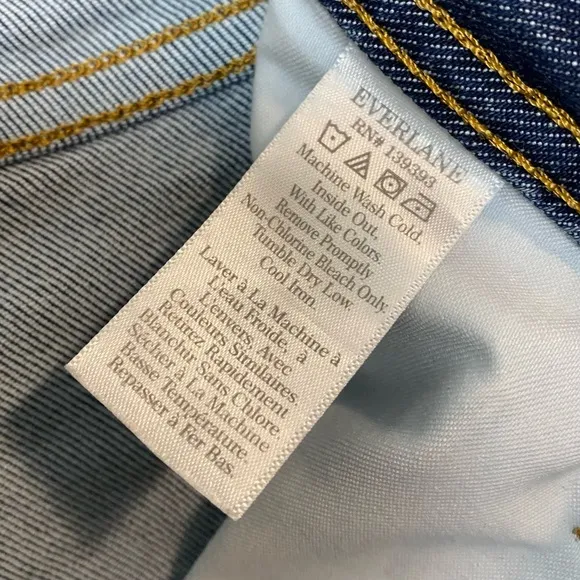 EVERLANE
RN# 139393
Machine Wash Cold.
Inside Out.
With Like Colors.
Remove Promptly
Non-Chlorine Bleach Only.
Tumble Dry Low.
Cool Iron.
Laver à La Machine à
L'eau Froide, à
L'envers, Avec
Couleurs Similaires
Retirez Rapidement
Blanchir Sans Chlore.
Sécher à La Machine
Basse Température.
Repasser à Fer Bas.